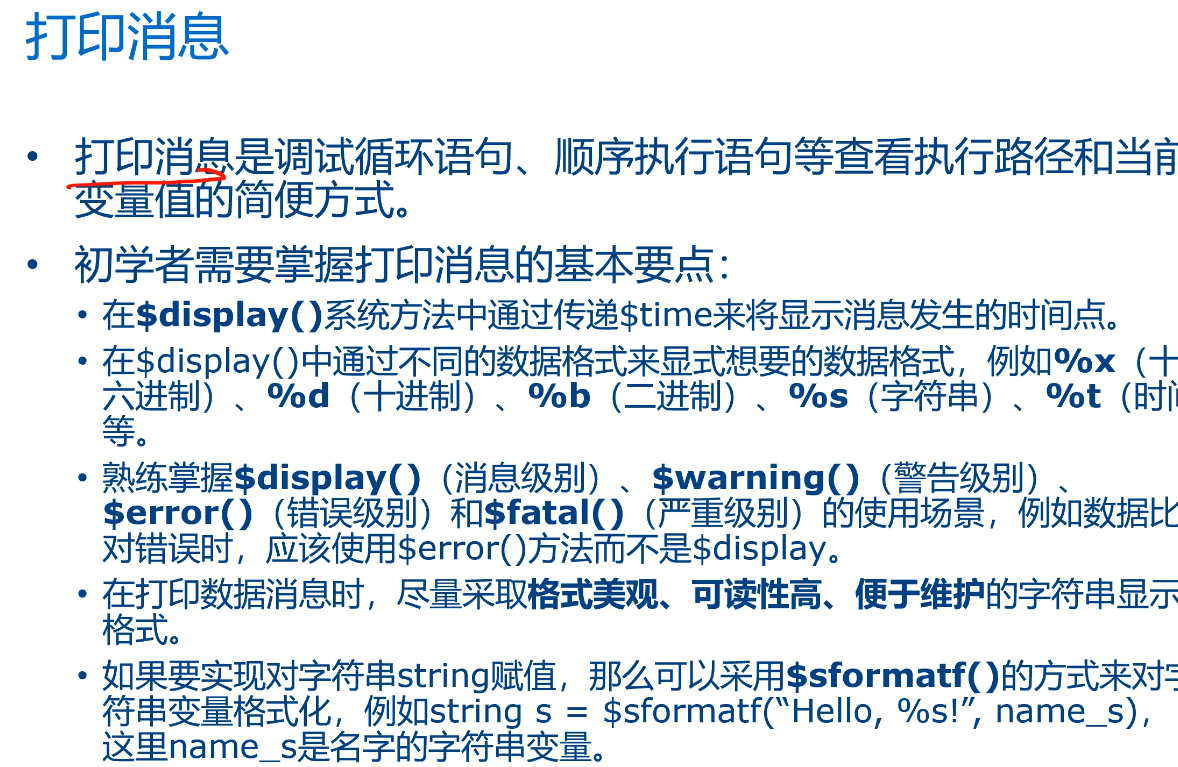 打印消息
• 打印消息是调试循环语句、顺序执行语句等查看执行路径和当前
变量值的简便方式。
• 初学者需要掌握打印消息的基本要点：
• 在$display()系统方法中通过传递$time来将显示消息发生的时间点。
• 在$display()中通过不同的数据格式来显式想要的数据格式，例如%x（十
六进制）、%d（十进制）、%b（二进制）、%s（字符串）、%t（时间
等。
• 熟练掌握$display()（消息级别）、$warning()（警告级别）、
$error()（错误级别）和$fatal()（严重级别）的使用场景，例如数据比
对错误时，应该使用$error()方法而不是$display。
• 在打印数据消息时，尽量采取格式美观、可读性高、便于维护的字符串显示
格式。
• 如果要实现对字符串string赋值，那么可以采用$sformatf()的方式来对字
符串变量格式化，例如string s = $sformatf(“Hello, %s!”, name_s)，
这里name_s是名字的字符串变量。